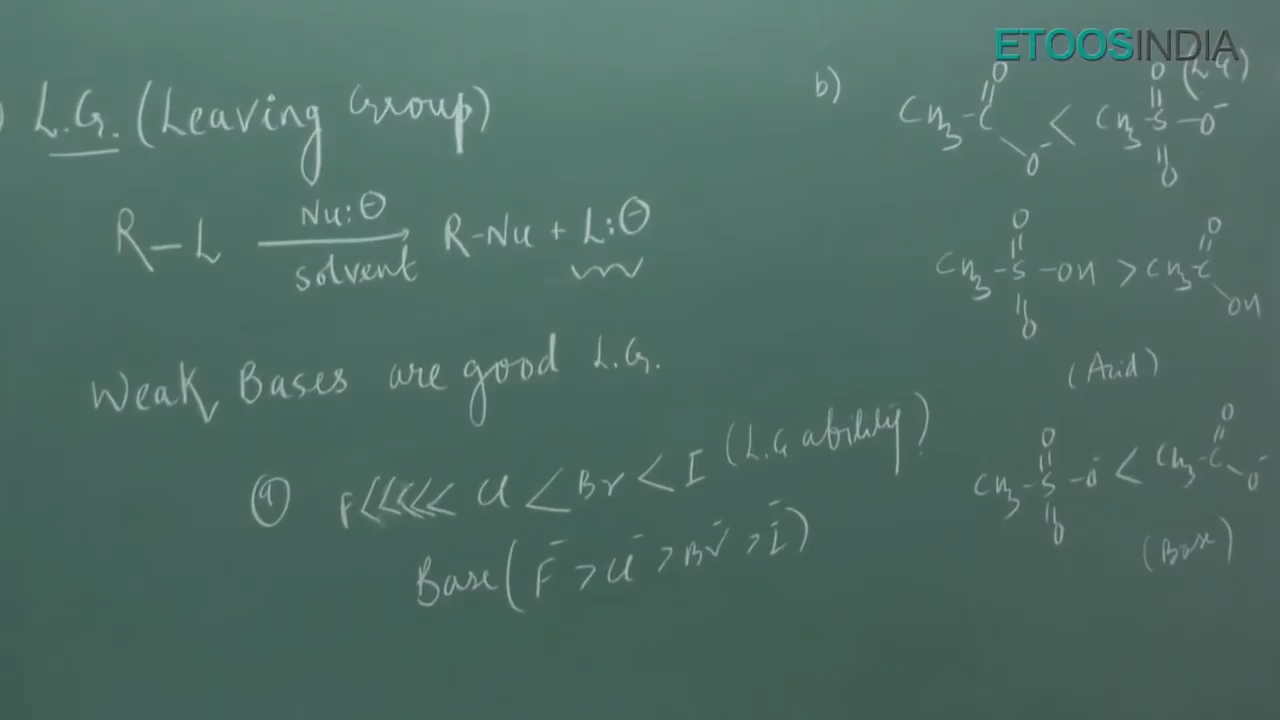 ETOOSINDIA
L.G. (Leaving Group)
R-L Nu:⊖ solvent R-Nu + L:⊖
Weak Bases are good L.G.
(a) F <<<<< Cl < Br < I (L.G ability)
Base (F⁻ > Cl⁻ > Br⁻ > I⁻)
b)
CH3-C(=O)-O⁻ < CH3-S(=O)(=O)-O⁻ (L.G)
CH3-S(=O)(=O)-OH > CH3-C(=O)-OH
(Acid)
CH3-S(=O)(=O)-O⁻ < CH3-C(=O)-O⁻
(Base)